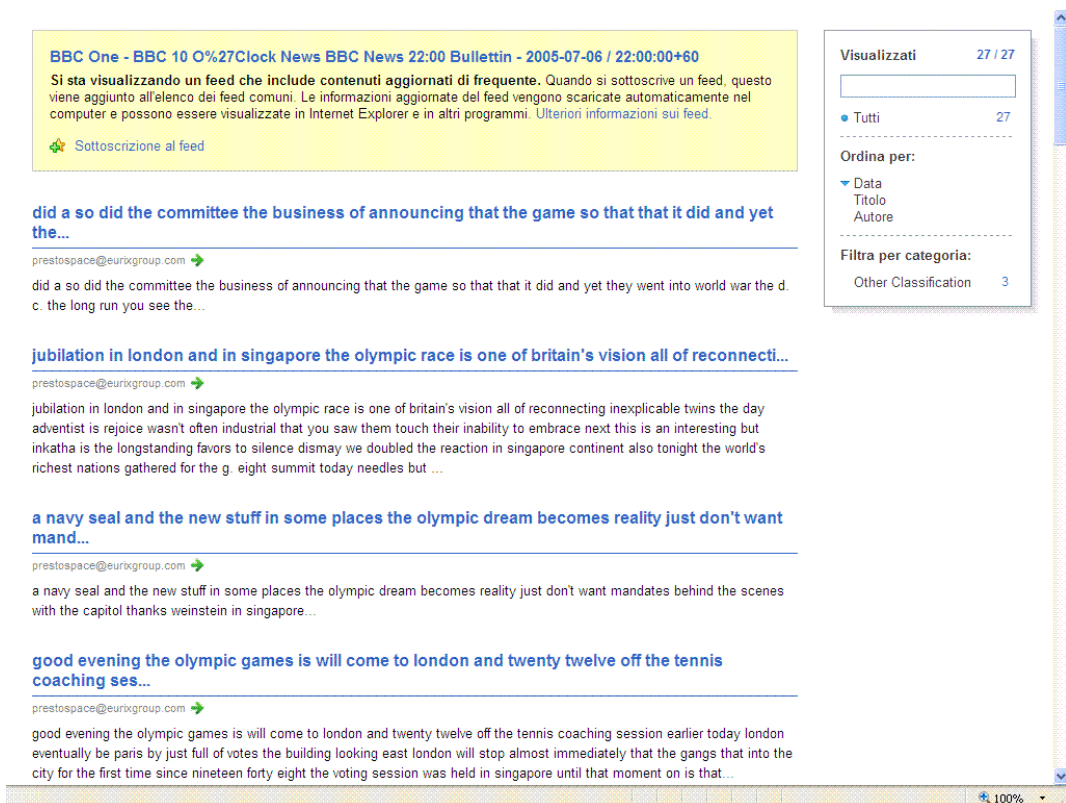 BBC One - BBC 10 O%27Clock News BBC News 22:00 Bullettin - 2005-07-06 / 22:00:00+60
Si sta visualizzando un feed che include contenuti aggiornati di frequente. Quando si sottoscrive un feed, questo
viene aggiunto all'elenco dei feed comuni. Le informazioni aggiornate del feed vengono scaricate automaticamente nel
computer e possono essere visualizzate in Internet Explorer e in altri programmi. Ulteriori informazioni sui feed.
Sottoscrizione al feed
did a so did the committee the business of announcing that the game so that that it did and yet
the...
prestospace@eurixgroup.com
did a so did the committee the business of announcing that the game so that that it did and yet they went into world war the d.
c. the long run you see the...
jubilation in london and in singapore the olympic race is one of britain's vision all of reconnecti...
prestospace@eurixgroup.com
jubilation in london and in singapore the olympic race is one of britain's vision all of reconnecting inexplicable twins the day
adventist is rejoice wasn't often industrial that you saw them touch their inability to embrace next this is an interesting but
inkatha is the longstanding favors to silence dismay we doubled the reaction in singapore continent also tonight the world's
richest nations gathered for the g. eight summit today needles but ...
a navy seal and the new stuff in some places the olympic dream becomes reality just don't want
mand...
prestospace@eurixgroup.com
a navy seal and the new stuff in some places the olympic dream becomes reality just don't want mandates behind the scenes
with the capitol thanks weinstein in singapore...
good evening the olympic games is will come to london and twenty twelve off the tennis
coaching ses...
prestospace@eurixgroup.com
good evening the olympic games is will come to london and twenty twelve off the tennis coaching session earlier today london
eventually be paris by just full of votes the building looking east london will stop almost immediately that the gangs that into the
city for the first time since nineteen forty eight the voting session was held in singapore until that moment on is that...
Visualizzati 27 / 27
Tutti 27
Ordina per:
Data
Titolo
Autore
Filtra per categoria:
Other Classification 3
100%